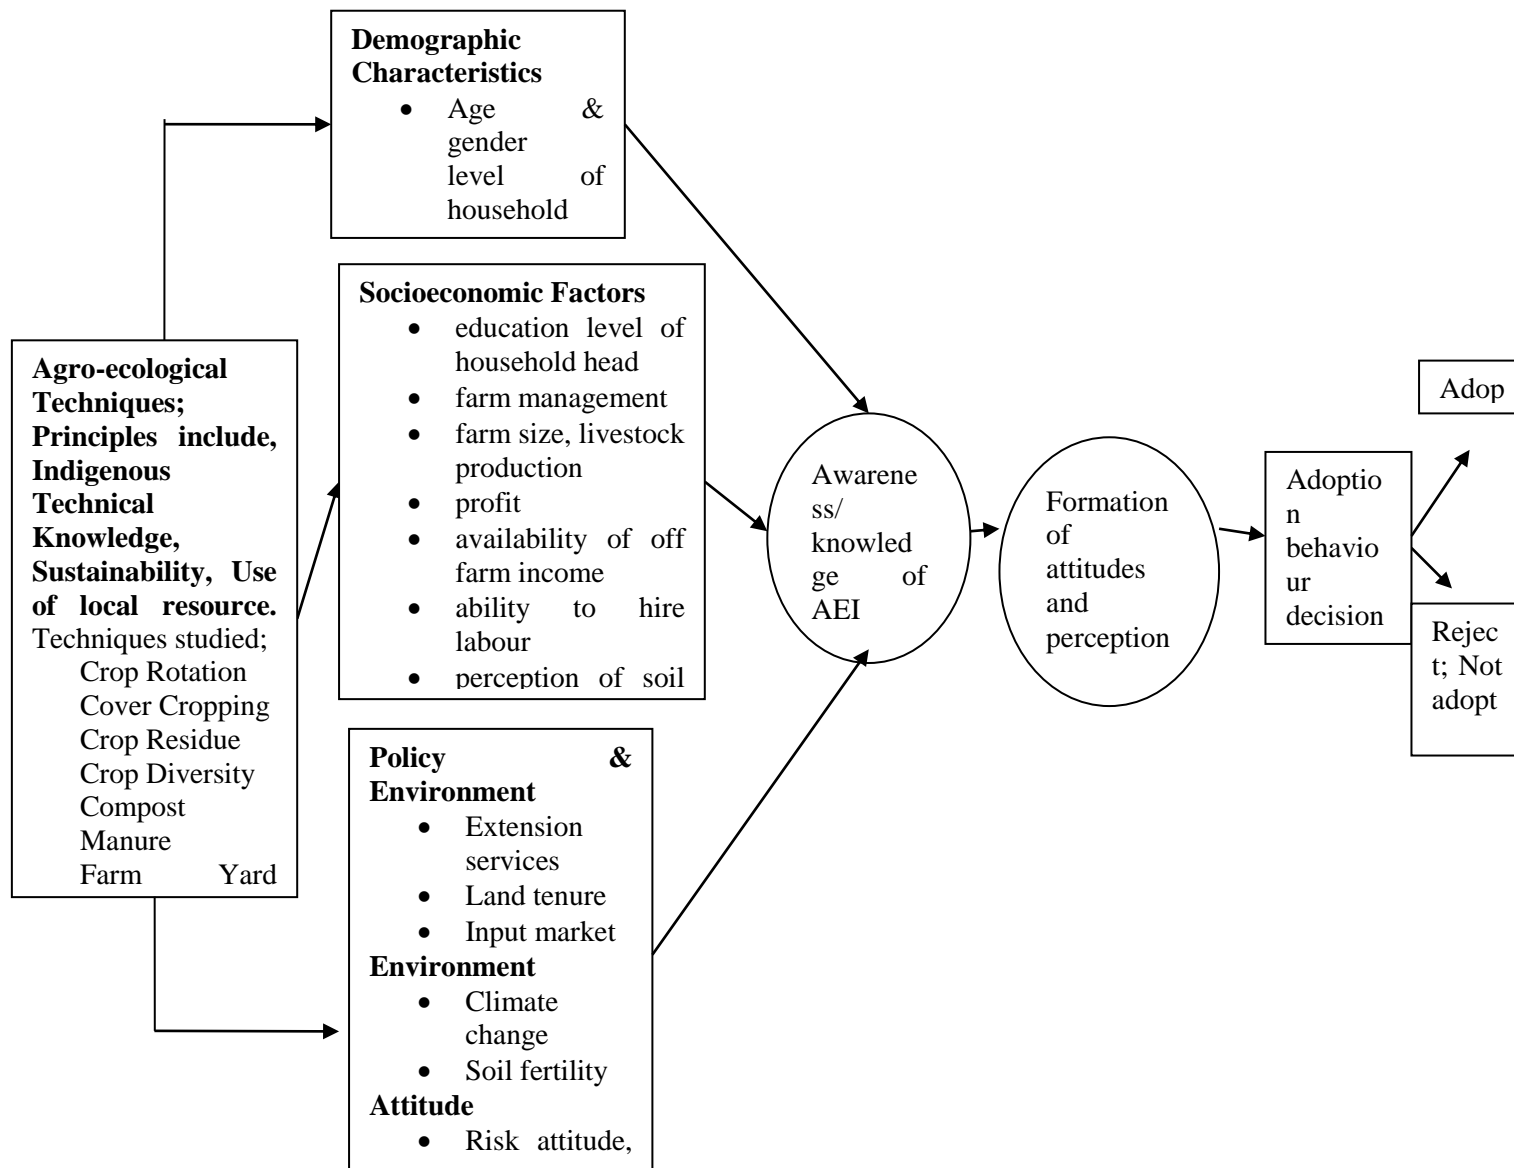 Demographic
Characteristics
• Age &
gender
level of
household
Socioeconomic Factors
• education level of
household head
• farm management
• farm size, livestock
production
• profit
• availability of off
farm income
• ability to hire
labour
• perception of soil
Agro-ecological
Techniques;
Principles include,
Indigenous
Technical
Knowledge,
Sustainability, Use
of local resource.
Techniques studied;
Crop Rotation
Cover Cropping
Crop Residue
Crop Diversity
Compost
Manure
Farm Yard
Policy &
Environment
• Extension
services
• Land tenure
• Input market
Environment
• Climate
change
• Soil fertility
Attitude
• Risk attitude,
Awarene
ss/
knowled
ge of
AEI
Formation
of
attitudes
and
perception
Adoptio
n
behaviou
r
decision
Adop
Rejec
t; Not
adopt